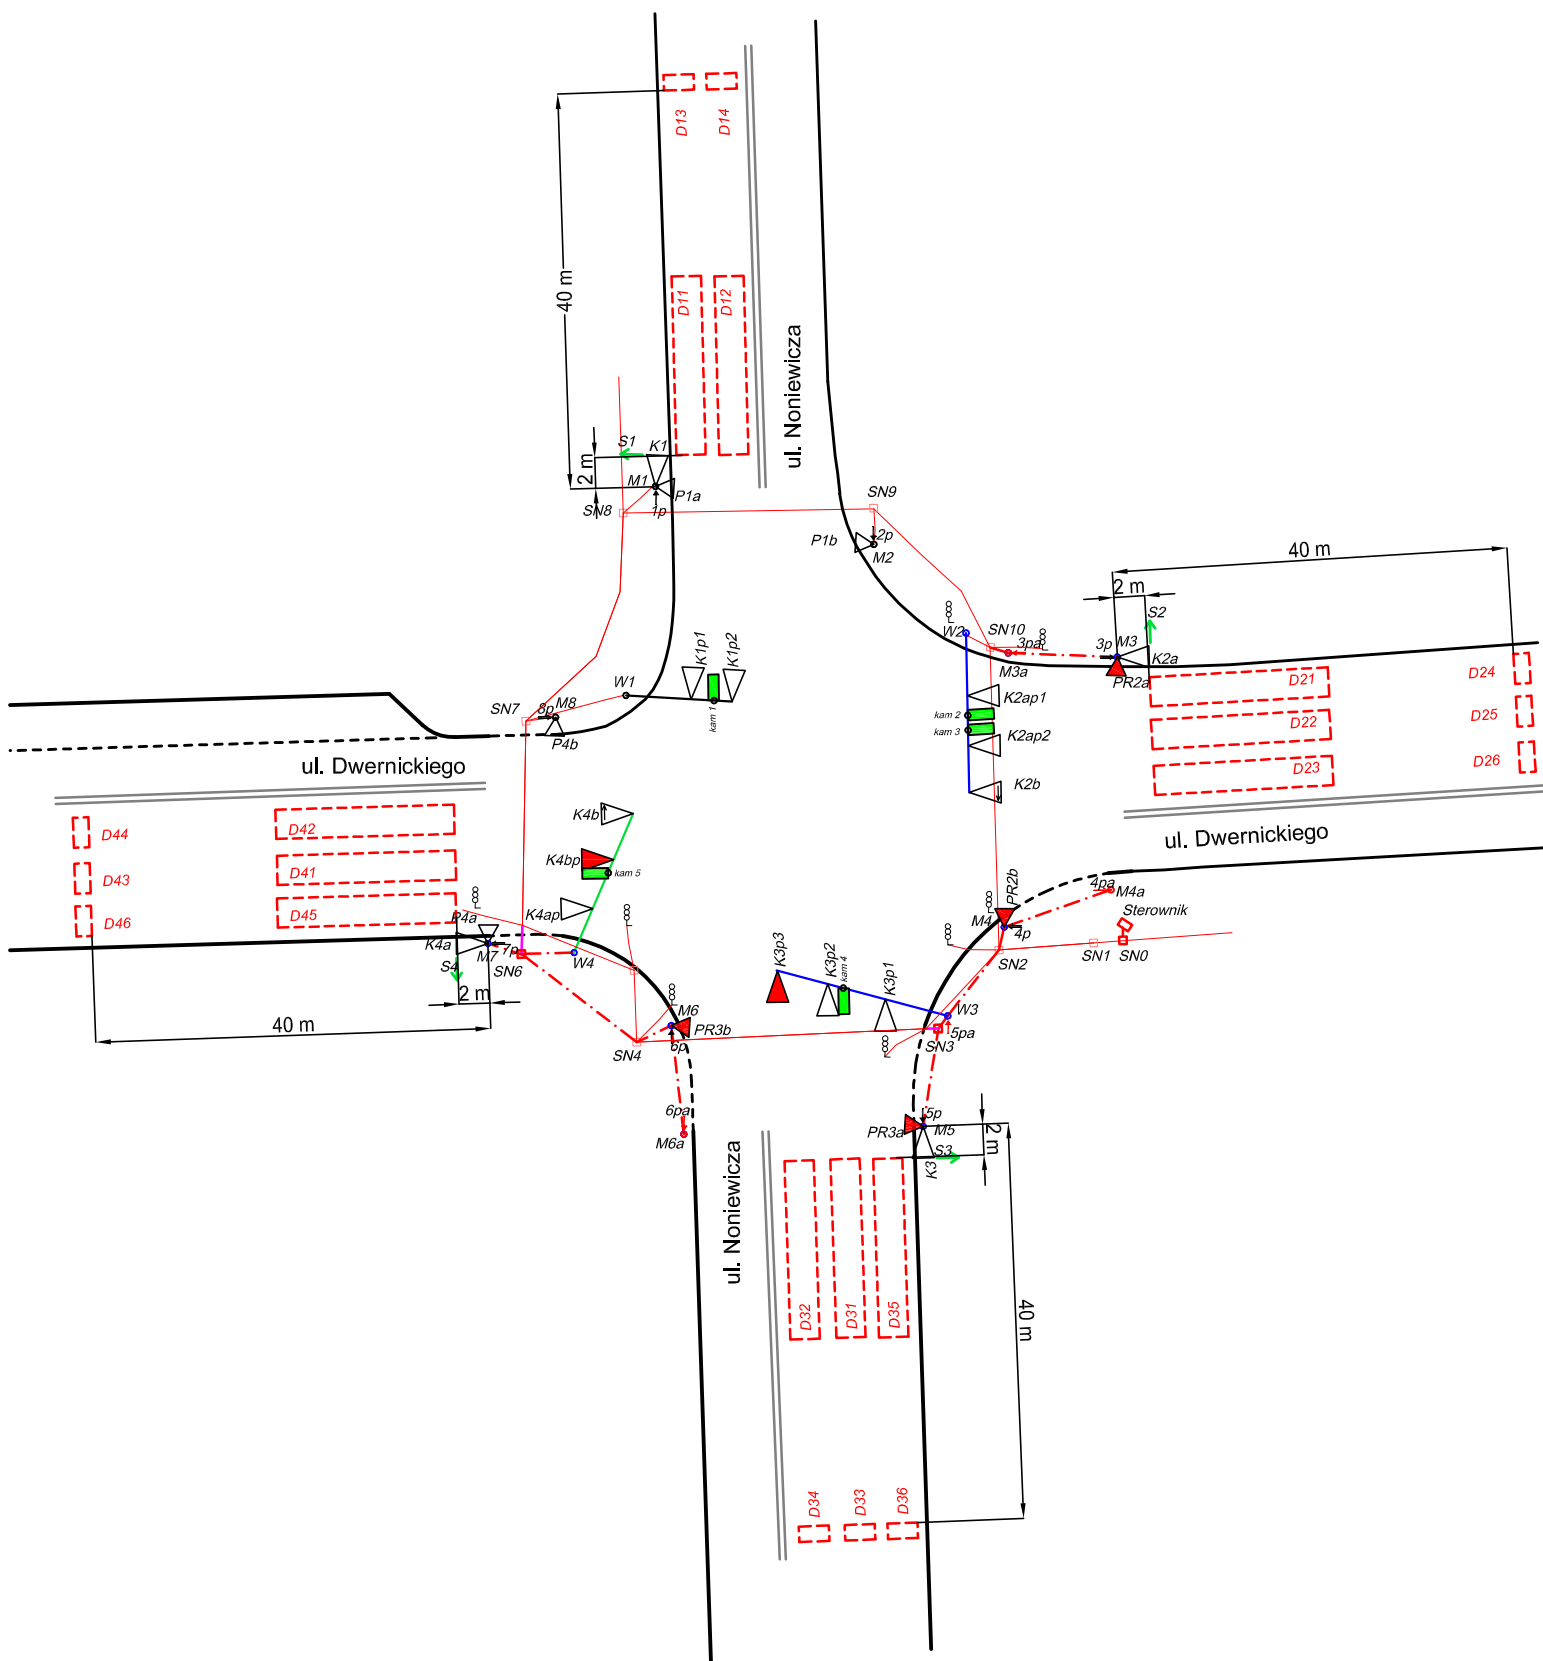 D13
D14
40 m
D11
D12
ul. Noniewicza
S1
K1
2 m
M1
P1a
SN8
1p
SN9
P1b
2p
M2
40 m
2 m
S2
W2
SN10
3pa
3p
M3
M3a
K2a
PR2a
D21
D24
K1p1
K1p2
W1
kam 1
SN7
8p
M8
P4b
K2ap1
kam 2
kam 3
K2ap2
D22
D25
K2b
D23
D26
ul. Dwernickiego
ul. Dwernickiego
D44
D42
K4b
D43
D41
K4bp
kam 5
D46
D45
P4a
K4ap
K4a
M7
7p
S4
SN6
W4
2 m
40 m
PR2b
4pa
M4a
M4
4p
Sterownik
SN2
SN1
SN0
K3p3
K3p2
kam 4
K3p1
W3
5pa
SN3
M6
PR3b
SN4
6p
6pa
M6a
5p
PR3a
M5
2 m
S3
K3
ul. Noniewicza
D32
D31
D35
40 m
D34
D33
D36